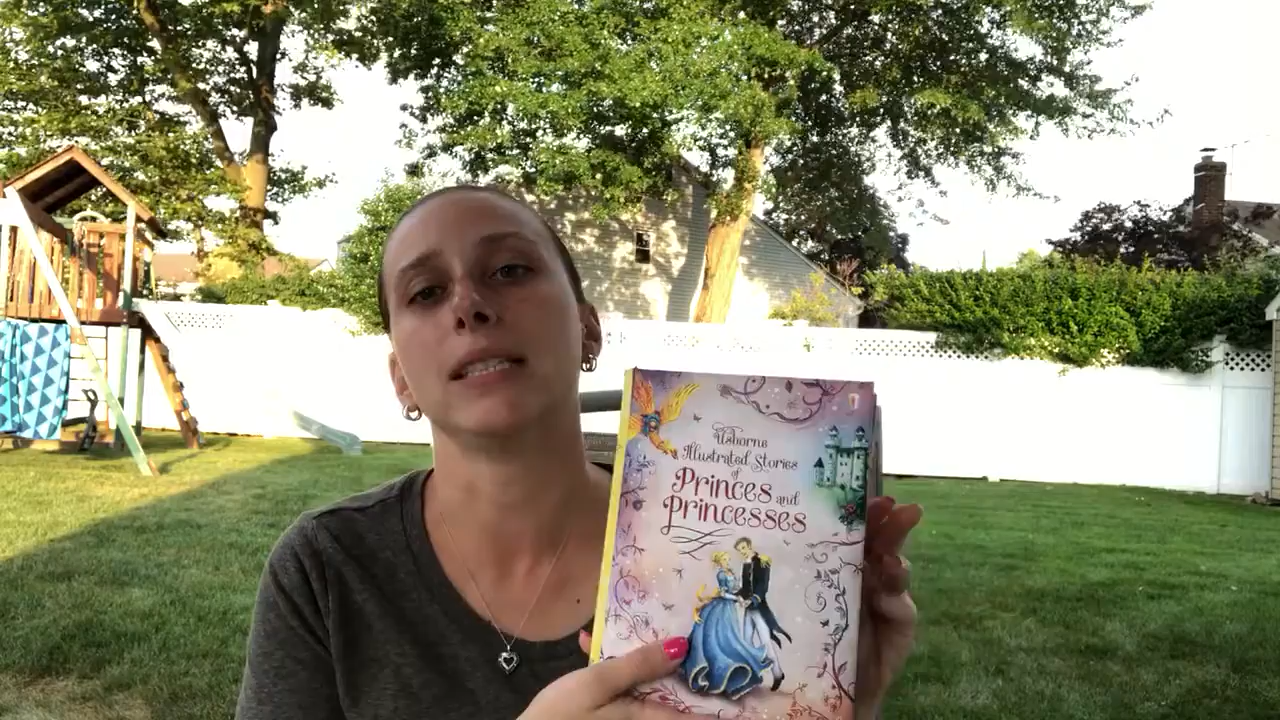 Usborne
Illustrated Stories
of
Princes and
Princesses